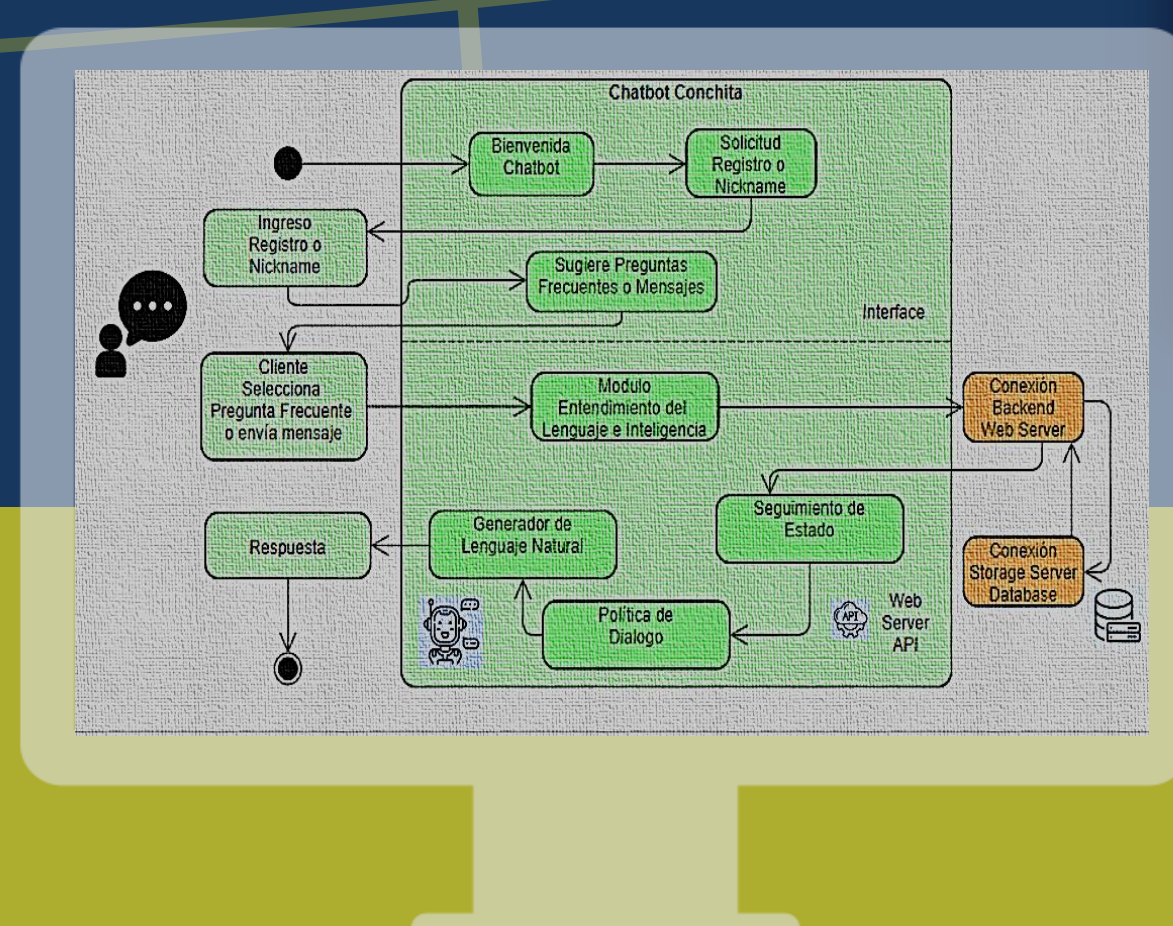 Chatbot Conchita
Bienvenida
Chatbot
Solicitud
Registro o
Nickname
Ingreso
Registro o
Nickname
Sugiere Preguntas
Frecuentes o Mensajes
Interface
Cliente
Selecciona
Pregunta Frecuente
o envía mensaje
Modulo
Entendimiento del
Lenguaje e Inteligencia
Conexión
Backend
Web Server
Seguimiento de
Estado
Generador de
Lenguaje Natural
Respuesta
Conexión
Storage Server
Database
Política de
Dialogo
API
Web
Server
API